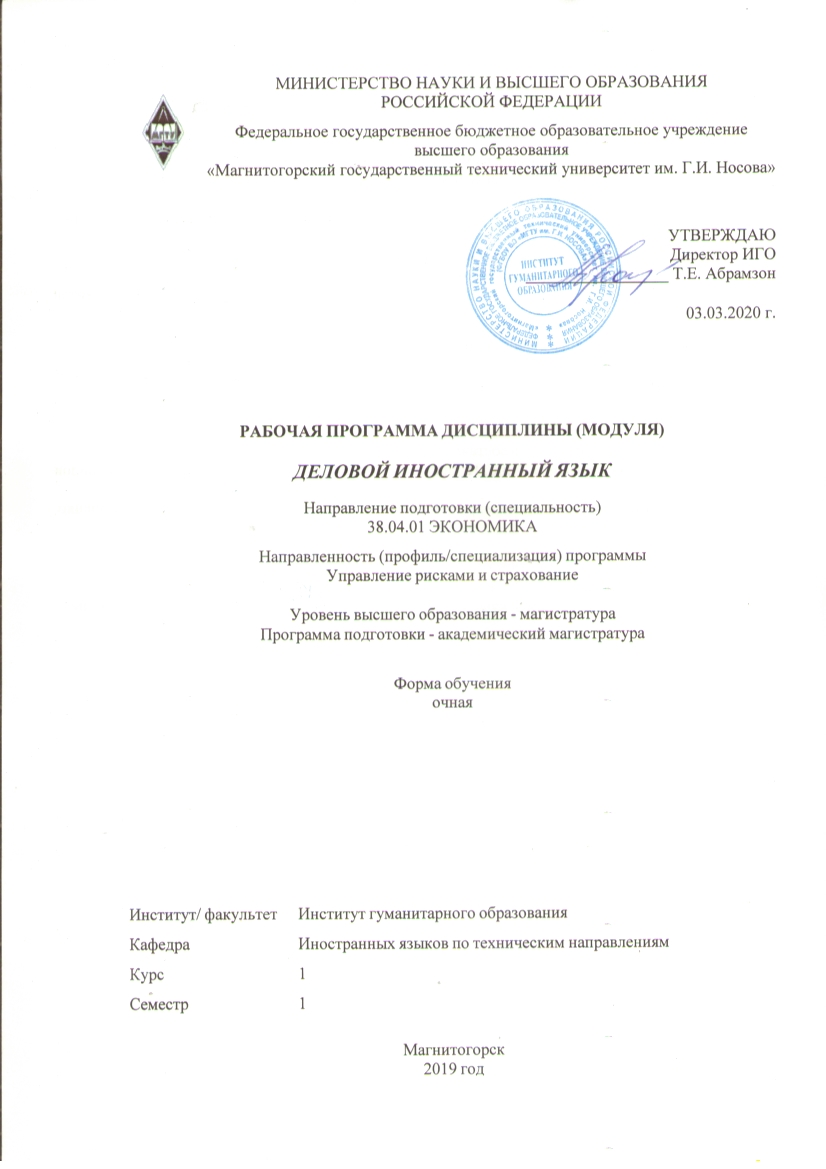 МИНИСТЕРСТВО НАУКИ И ВЫСШЕГО ОБРАЗОВАНИЯ
РОССИЙСКОЙ ФЕДЕРАЦИИ
Федеральное государственное бюджетное образовательное учреждение
высшего образования
«Магнитогорский государственный технический университет им. Г.И. Носова»
УТВЕРЖДАЮ
Директор ИГО
Т.Е. Абрамзон
03.03.2020 г.
ИНСТИТУТ
ГУМАНИТАРНОГО
ОБРАЗОВАНИЯ
РАБОЧАЯ ПРОГРАММА ДИСЦИПЛИНЫ (МОДУЛЯ)
ДЕЛОВОЙ ИНОСТРАННЫЙ ЯЗЫК
Направление подготовки (специальность)
38.04.01 ЭКОНОМИКА
Направленность (профиль/специализация) программы
Управление рисками и страхование
Уровень высшего образования - магистратура
Программа подготовки - академический магистратура
Форма обучения
очная
Институт/ факультет Институт гуманитарного образования
Кафедра Иностранных языков по техническим направлениям
Курс 1
Семестр 1
Магнитогорск
2019 год